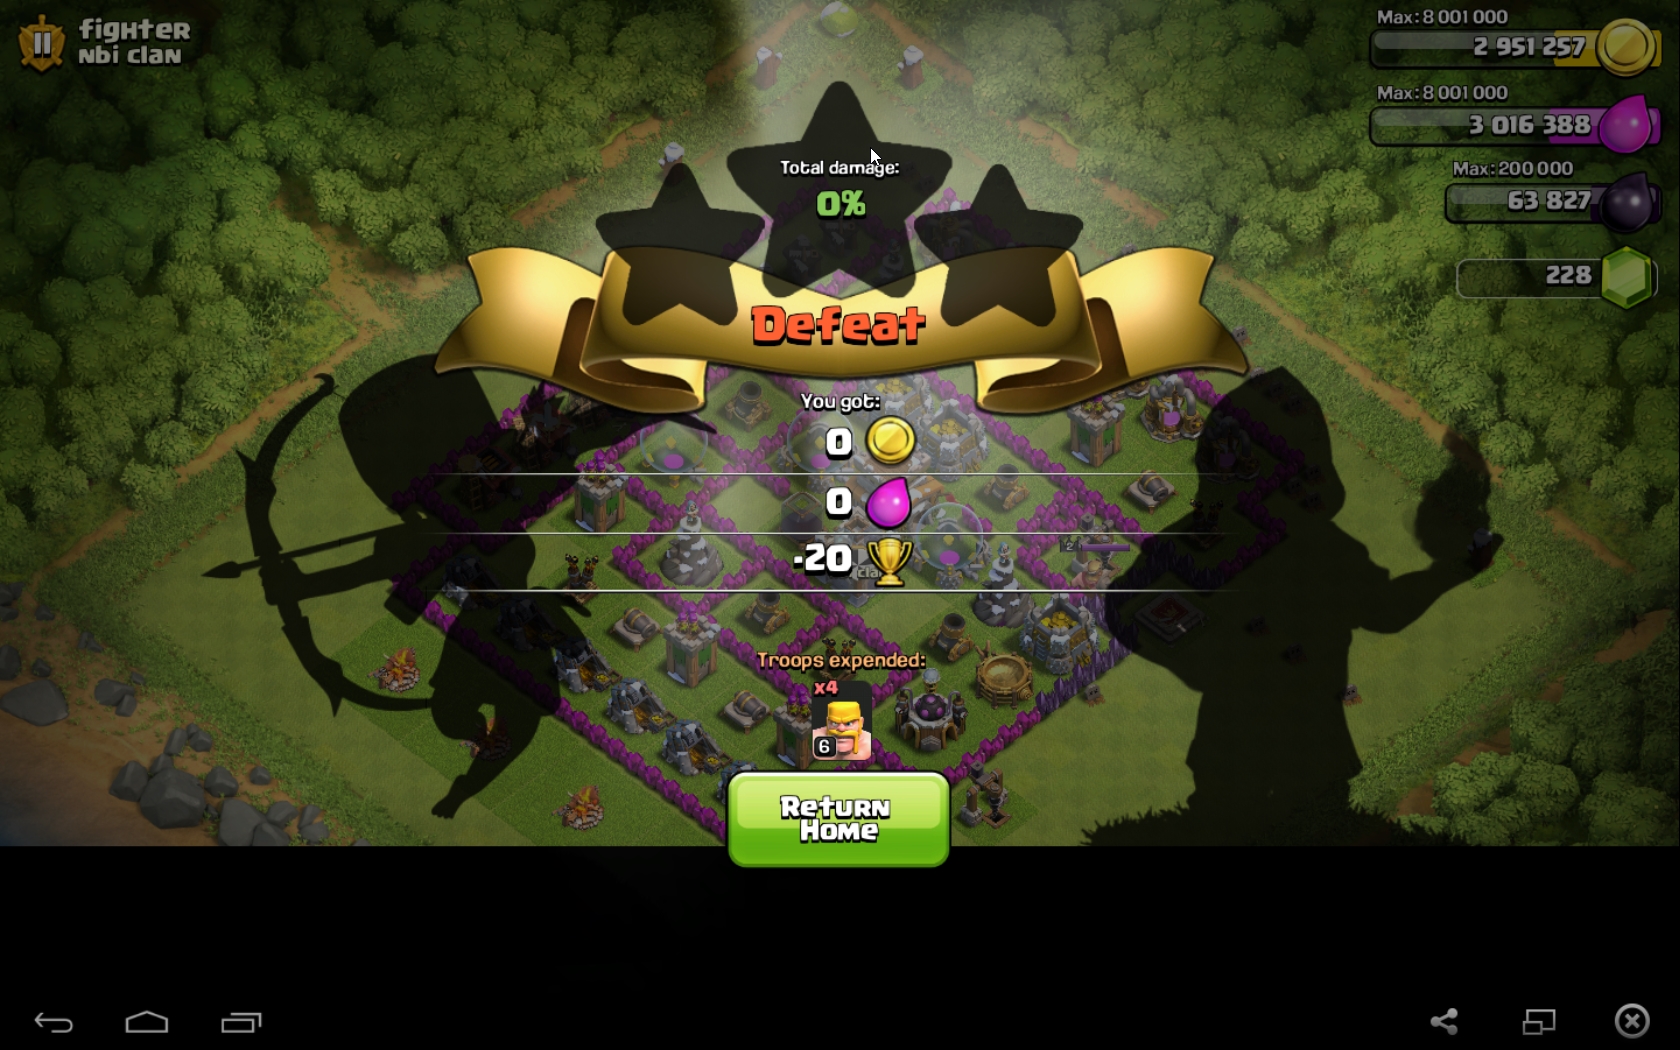 fighter
nbi clan
Max: 8 001 000
2 951 257
Max: 8 001 000
3 016 388
Max: 200 000
63 827
228
Total damage:
0%
Defeat
You got:
0
0
-20
Troops expended:
x4
6
Return
Home